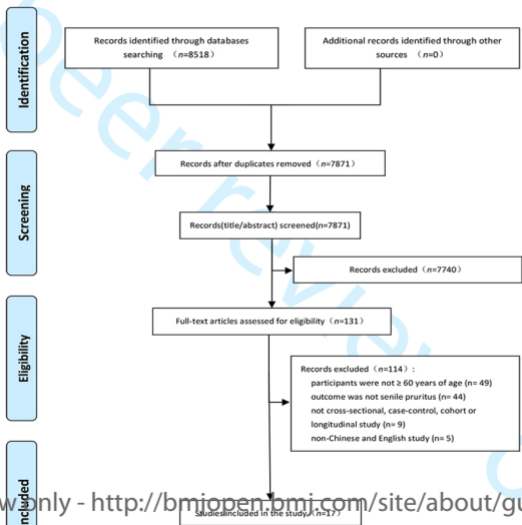 Identification
Records identified through databases
searching （n=8518）
Additional records identified through other
sources （n=0）
Records after duplicates removed（n=7871）
Screening
Records(title/abstract) screened(n=7871)
Records excluded（n=7740）
Full-text articles assessed for eligibility（n=131）
Eligibility
Records excluded（n=114）:
participants were not ≥ 60 years of age (n= 49)
outcome was not senile pruritus (n= 44)
not cross-sectional, case-control, cohort or
longitudinal study (n= 9)
non-Chinese and English study (n= 5)
peer review
w only - http://bmjopen.bmj.com/site/about/gu
Studies included in the study（n=17）